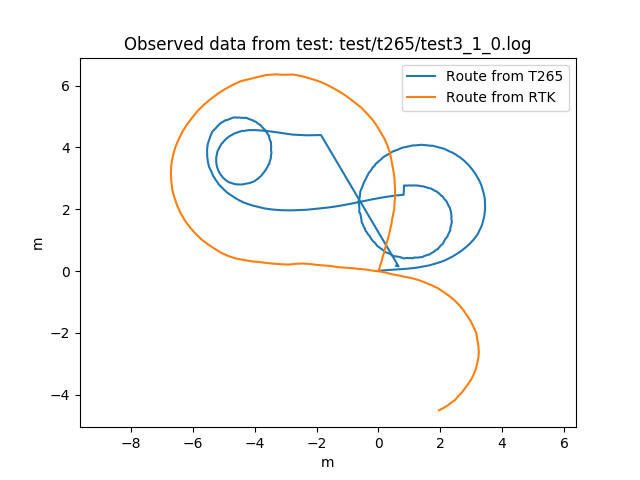 Observed data from test: test/t265/test3_1_0.log
Route from T265
Route from RTK
6
4
2
0
−2
−4
m
−8
−6
−4
−2
0
2
4
6
m